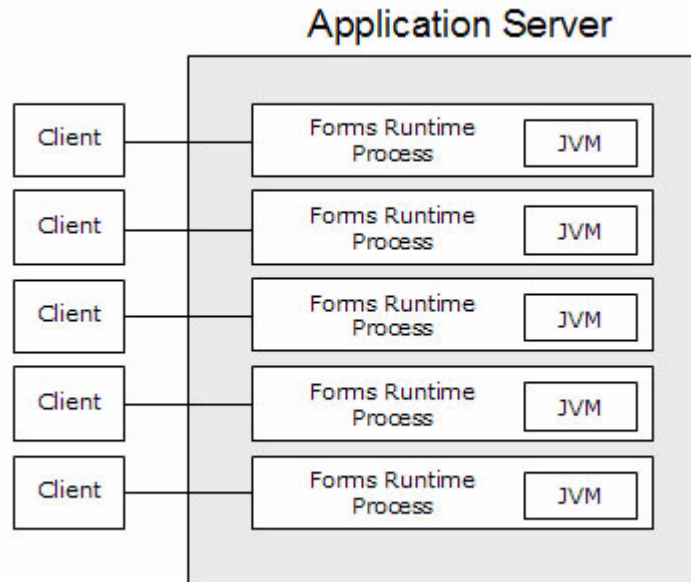 Application Server
Client
Forms Runtime
Process
JVM
Client
Forms Runtime
Process
JVM
Client
Forms Runtime
Process
JVM
Client
Forms Runtime
Process
JVM
Client
Forms Runtime
Process
JVM